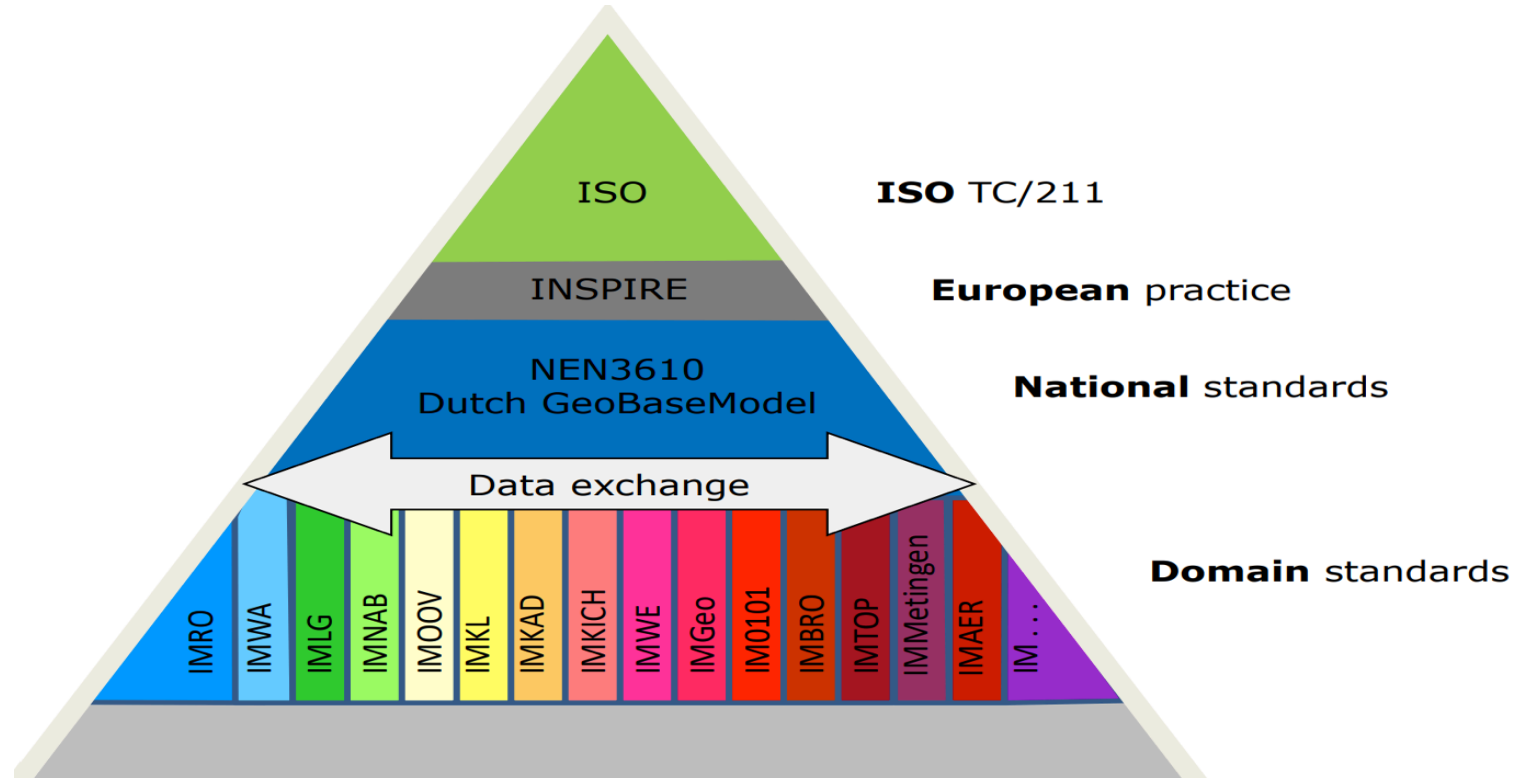 ISO
ISO TC/211
INSPIRE
European practice
NEN3610
Dutch GeoBaseModel
National standards
Data exchange
IMRO
IMWA
IMLG
IMNAB
IMOOV
IMKL
IMKAD
IMKICH
IMWE
IMGeo
IM0101
IMBRO
IMTOP
IMMetingen
IMAER
IM...
Domain standards